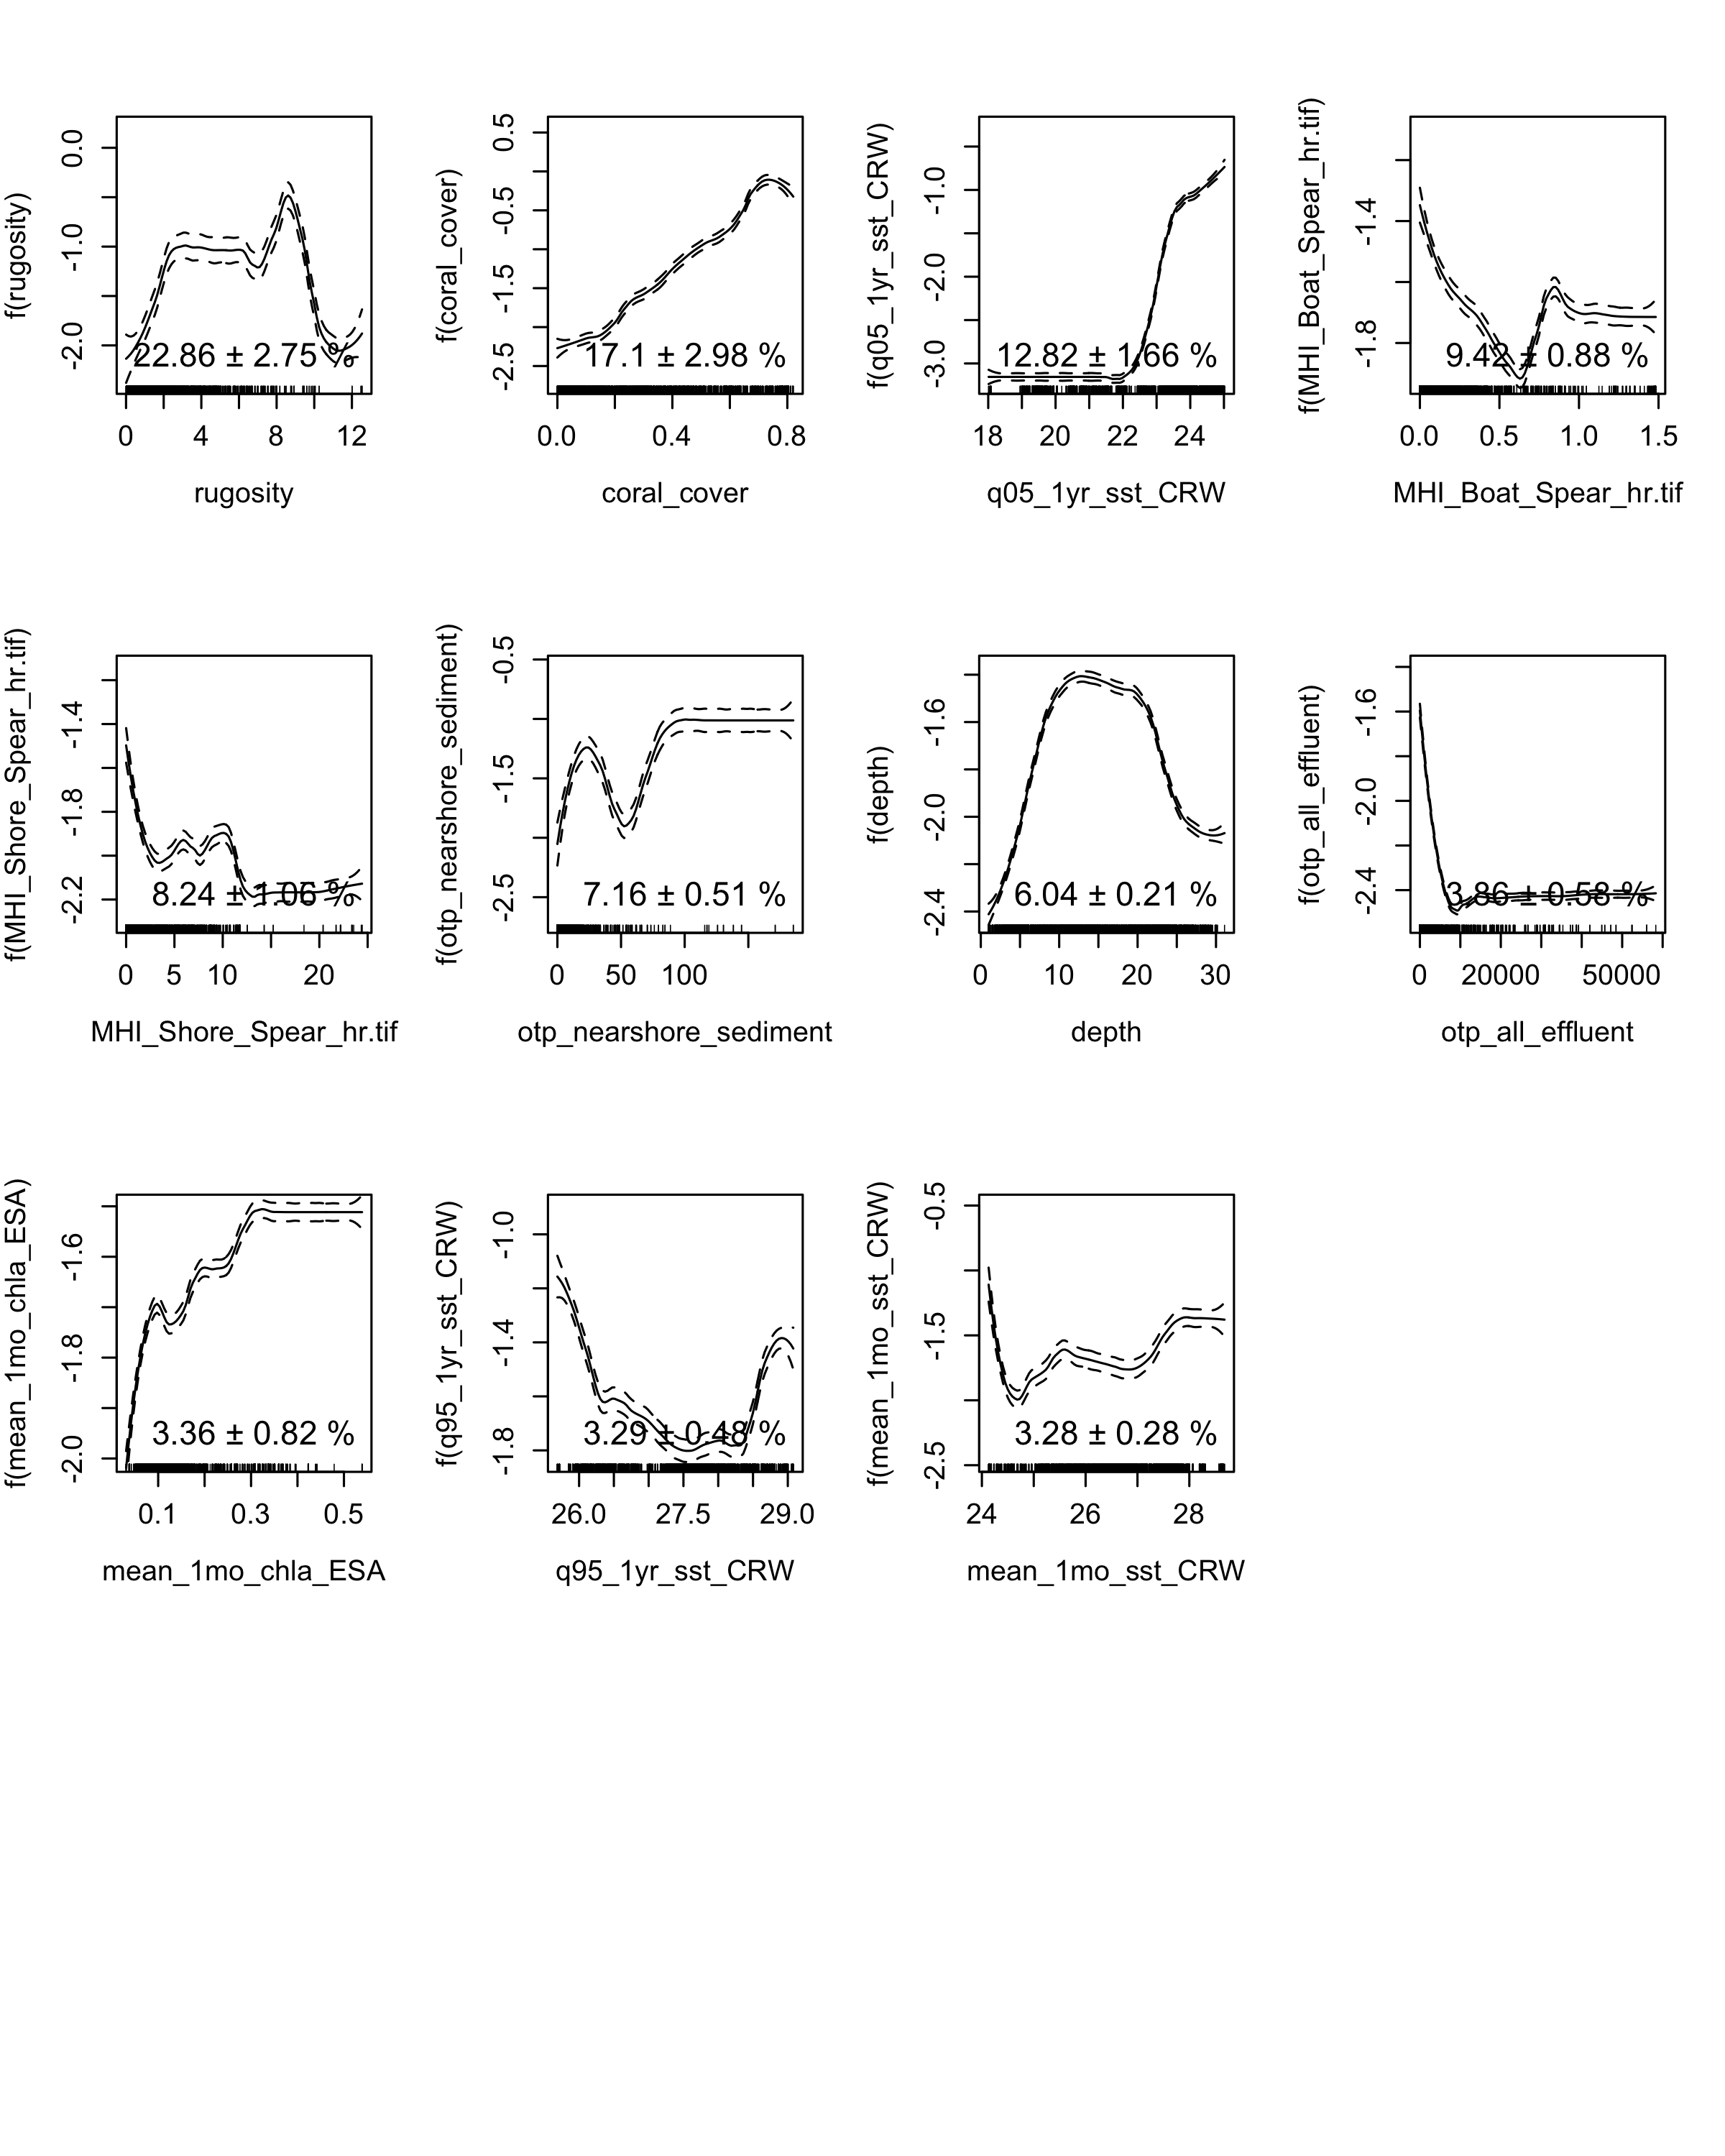 f(rugosity)
0.0
-1.0
-2.0
22.86 ± 2.75 %
0 4 8 12
rugosity
f(coral_cover)
0.5
-0.5
-1.5
-2.5
17.1 ± 2.98 %
0.0 0.4 0.8
coral_cover
f(q05_1yr_sst_CRW)
-1.0
-2.0
-3.0
12.82 ± 1.66 %
18 20 22 24
q05_1yr_sst_CRW
f(MHI_Boat_Spear_hr.tif)
-1.4
-1.8
9.42 ± 0.88 %
0.0 0.5 1.0 1.5
MHI_Boat_Spear_hr.tif
f(MHI_Shore_Spear_hr.tif)
-1.4
-1.8
-2.2
8.24 ± 1.06 %
0 5 10 20
MHI_Shore_Spear_hr.tif
f(otp_nearshore_sediment)
-0.5
-1.5
-2.5
7.16 ± 0.51 %
0 50 100
otp_nearshore_sediment
f(depth)
-1.6
-2.0
-2.4
6.04 ± 0.21 %
0 10 20 30
depth
f(otp_all_effluent)
-1.6
-2.0
-2.4
3.86 ± 0.58 %
0 20000 50000
otp_all_effluent
f(mean_1mo_chla_ESA)
-1.6
-1.8
-2.0
3.36 ± 0.82 %
0.1 0.3 0.5
mean_1mo_chla_ESA
f(q95_1yr_sst_CRW)
-1.0
-1.4
-1.8
3.29 ± 0.48 %
26.0 27.5 29.0
q95_1yr_sst_CRW
f(mean_1mo_sst_CRW)
-0.5
-1.5
-2.5
3.28 ± 0.28 %
24 26 28
mean_1mo_sst_CRW